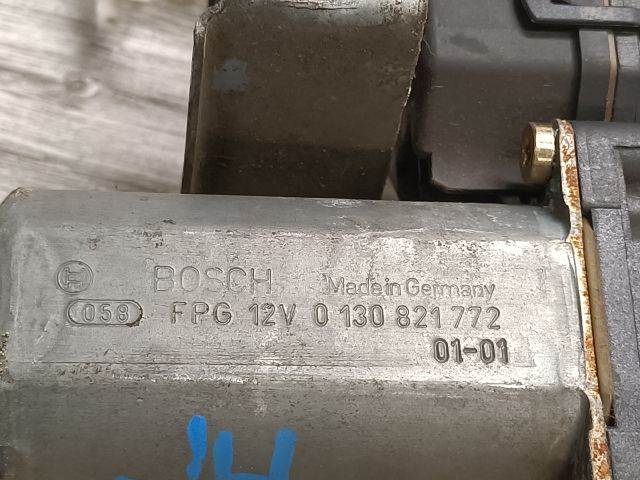 BOSCH Made in Germany
058 FPG 12V 0 130 821 772
01-01